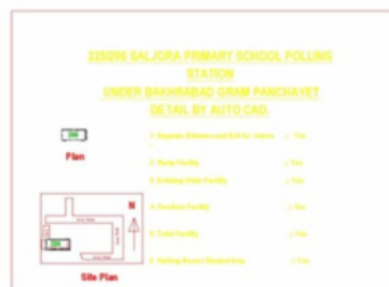 225/206 SALJORA PRIMARY SCHOOL POLLING
STATION
UNDER BAKHRABAD GRAM PANCHAYET
DETAIL BY AUTO CAD.
1. Separate Entrance and Exit for Voters : Yes
Plan
2. Ramp Facility : Yes
3. Drinking Water Facility : Yes
N
4. Furniture Facility : Yes
5. Toilet Facility : Yes
6. Waiting Room/ Shaded Area : Yes
Site Plan